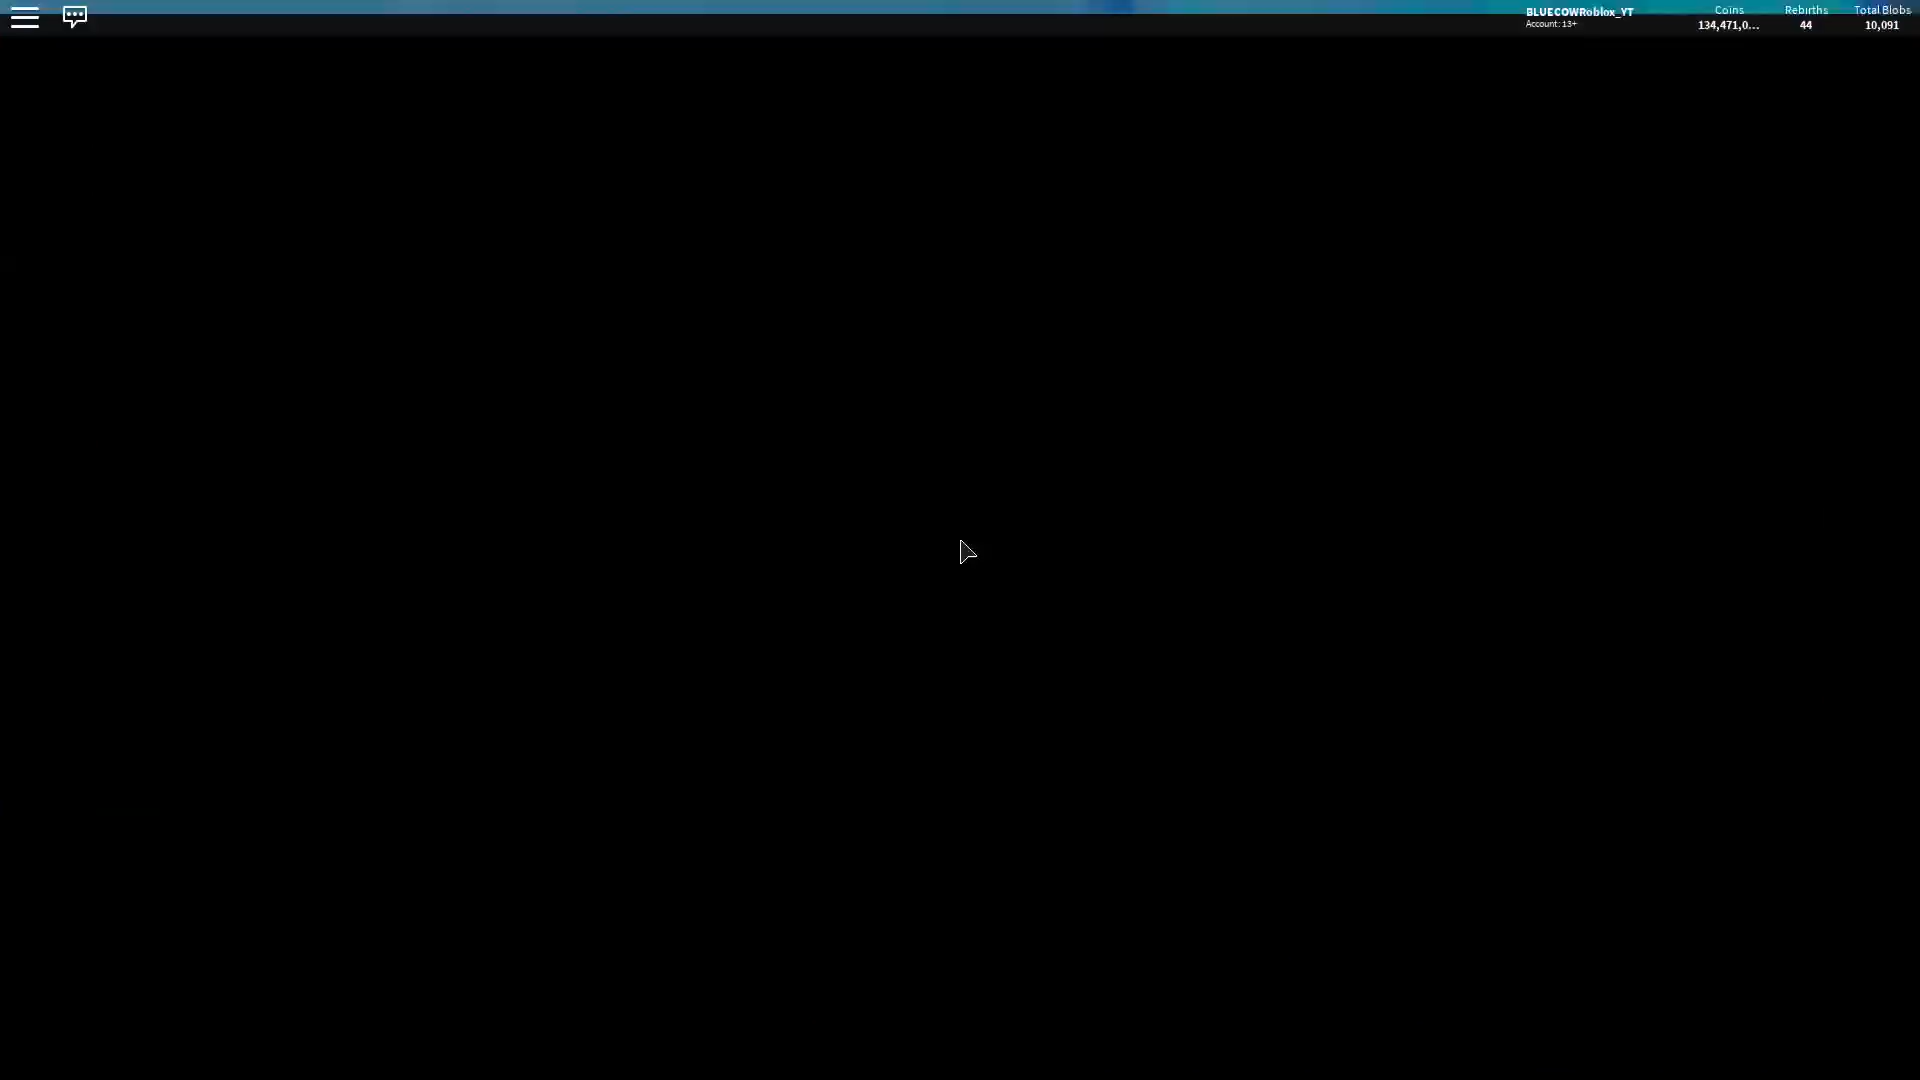 BLUECOWRoblox_YT
Account: 13+
Coins
134,471,0...
Rebirths
44
Total Blobs
10,091